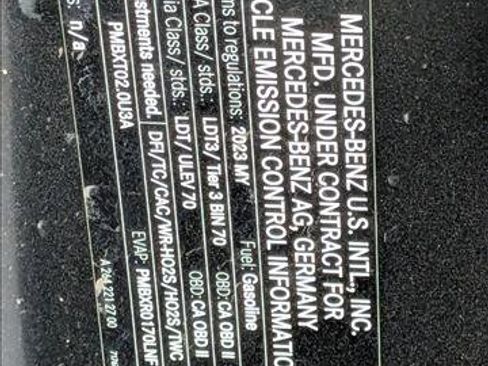 MERCEDES-BENZ U.S. INTL., INC.
MFD. UNDER CONTRACT FOR
MERCEDES-BENZ AG, GERMANY
CLE EMISSION CONTROL INFORMATIO
ms to regulations: 2023 MY Fuel: Gasoline
A Class / stds.: LDT3 / Tier 3 BIN 70 OBD: CA OBD II
ia Class / stds.: LDT / ULEV 70 OBD: CA OBD II
stments needed. DFI/TC/CAC/WR-HO2S/HO2S/TWC
PMBXT02.0U3A EVAP: PMBXR0170LNF
s: n/a